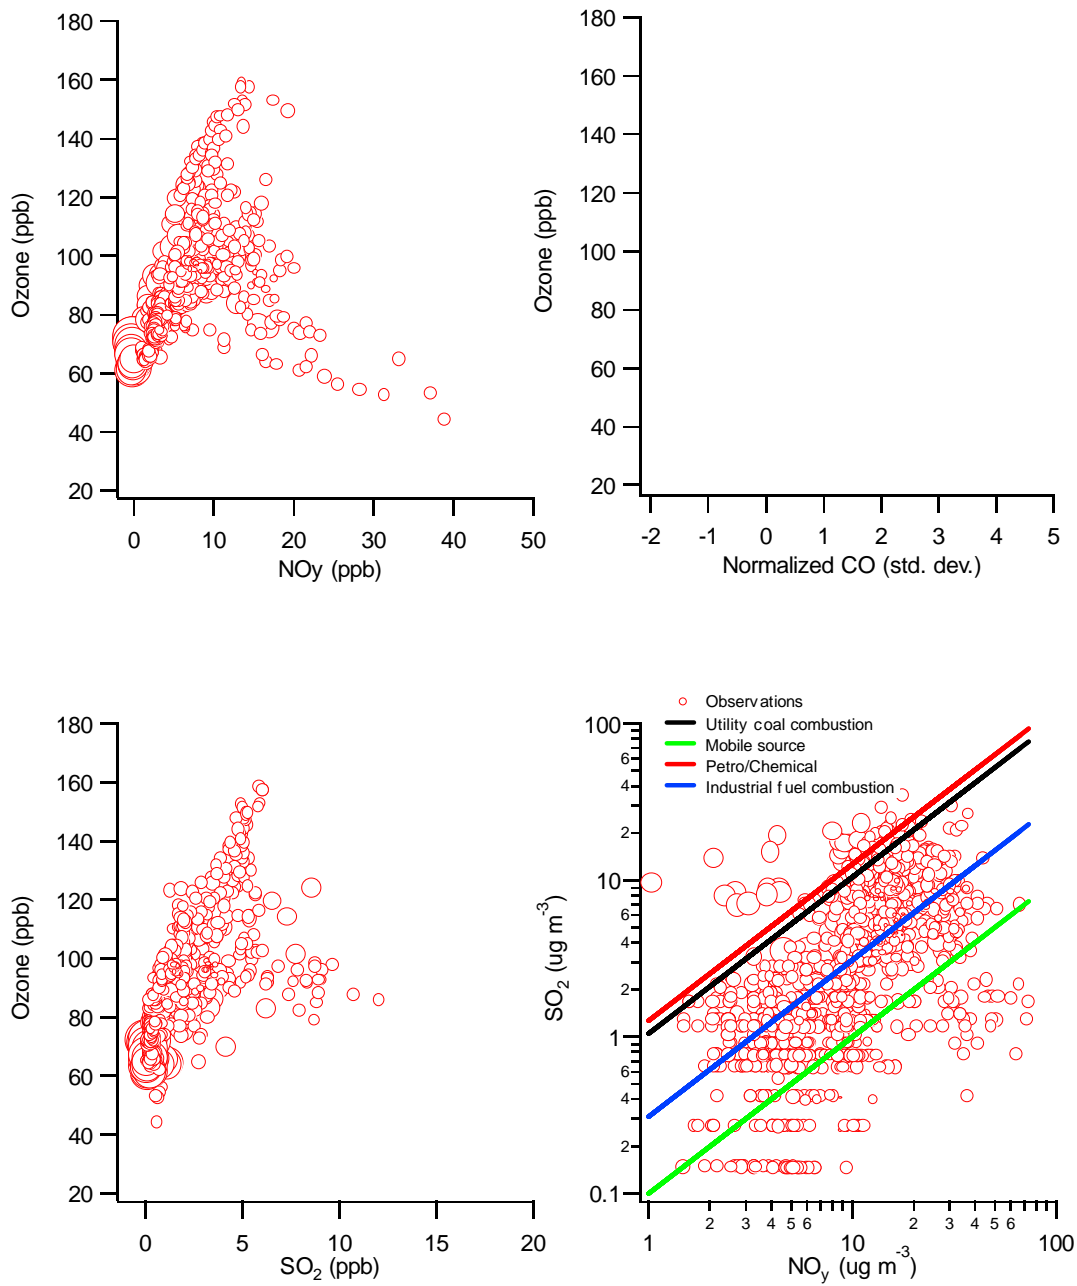 180
160
140
120
100
80
60
40
20
Ozone (ppb)
0 10 20 30 40 50
NOy (ppb)
180
160
140
120
100
80
60
40
20
Ozone (ppb)
-2 -1 0 1 2 3 4 5
Normalized CO (std. dev.)
180
160
140
120
100
80
60
40
20
Ozone (ppb)
0 5 10 15 20
SO2 (ppb)
Observations
Utility coal combustion
Mobile source
Petro/Chemical
Industrial fuel combustion
100
6
4
2
10
6
4
2
1
6
4
2
0.1
SO2 (ug m-3)
1 2 3 4 5 6 10 2 3 4 5 6 100
NOy (ug m-3)